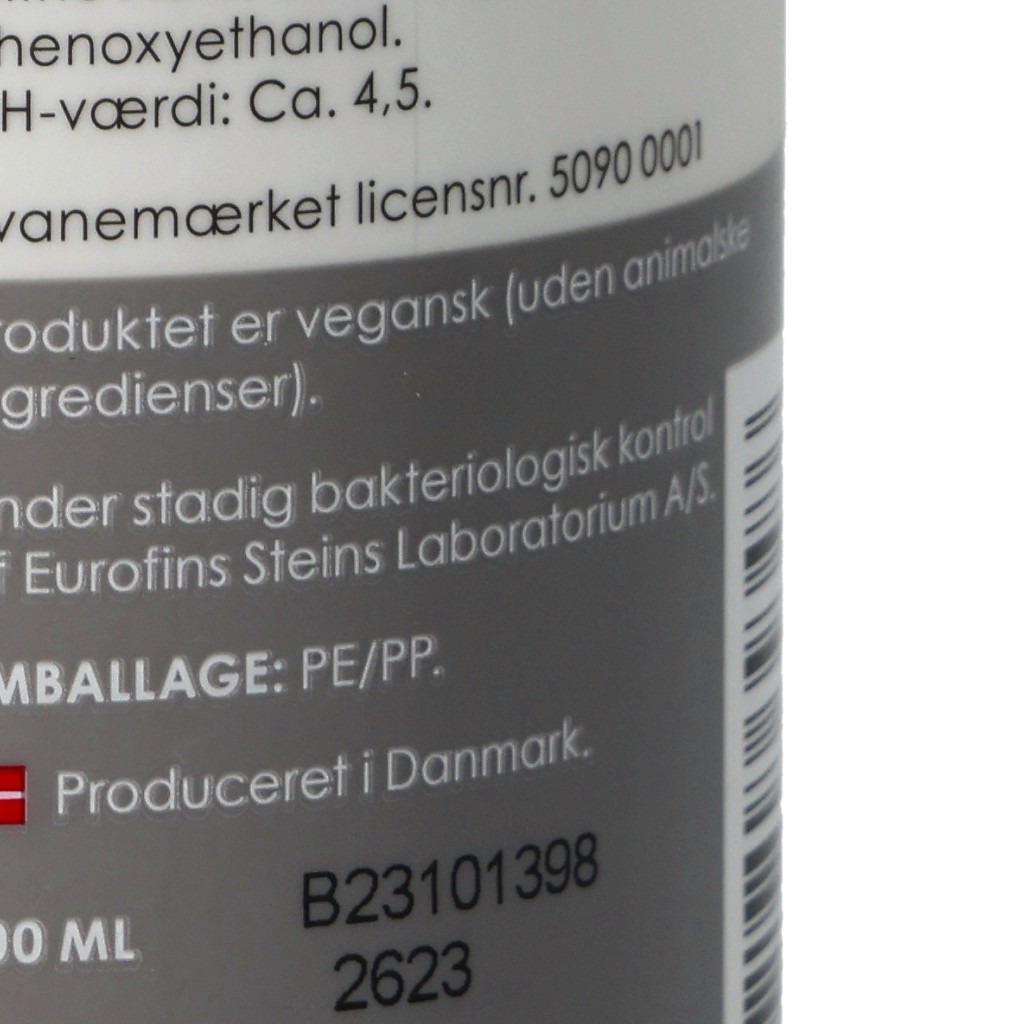 henoxyethanol.
H-værdi: Ca. 4,5.
vanemærket licensnr. 5090 0001
roduktet er vegansk (uden animalske
gredienser).
nder stadig bakteriologisk kontrol
f Eurofins Steins Laboratorium A/S.
MBALLAGE: PE/PP.
Produceret i Danmark.
B23101398
00 ML
2623